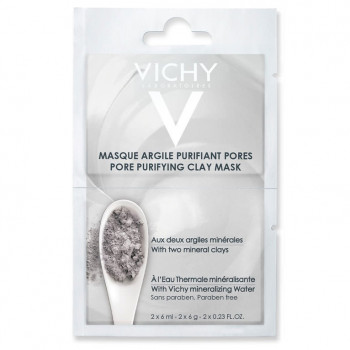 VICHY
LABORATOIRES
MASQUE ARGILE PURIFIANT PORES
PORE PURIFYING CLAY MASK
Aux deux argiles minérales
With two mineral clays
À l'Eau Thermale minéralisante
With Vichy mineralizing Water
Sans paraben. Paraben free
2 x 6 ml - 2 x 6 g - 2 x 0.23 FL.OZ.